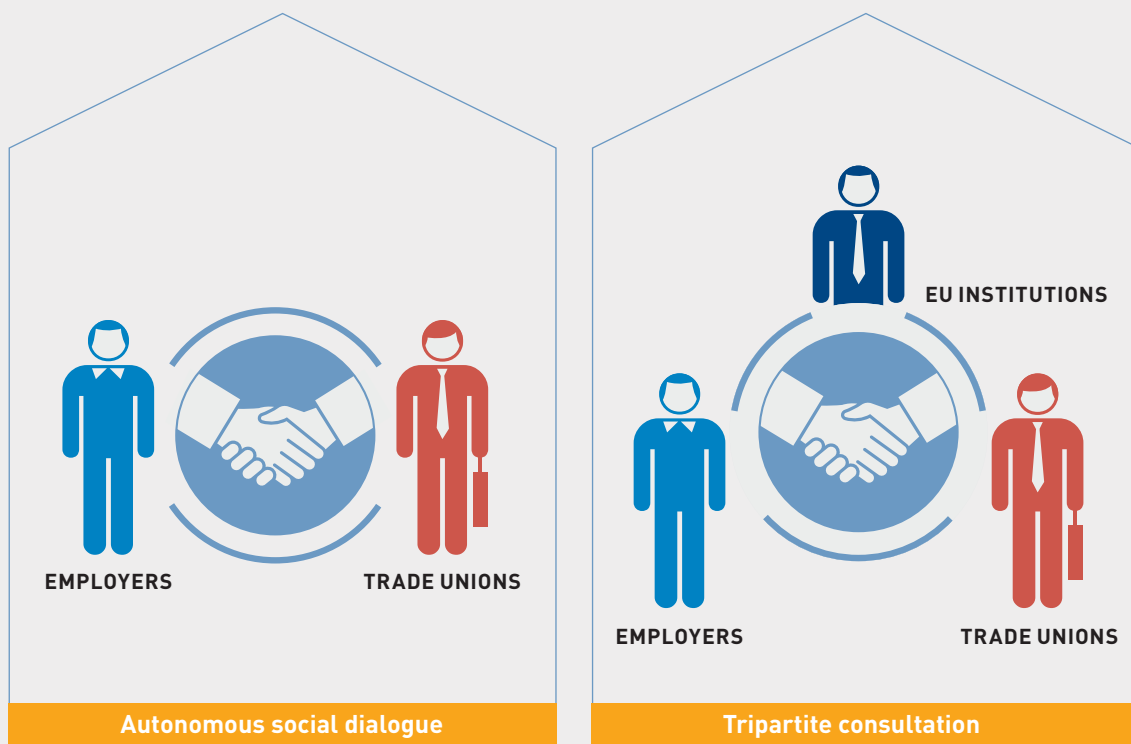 EMPLOYERS
TRADE UNIONS
Autonomous social dialogue
EU INSTITUTIONS
EMPLOYERS
TRADE UNIONS
Tripartite consultation